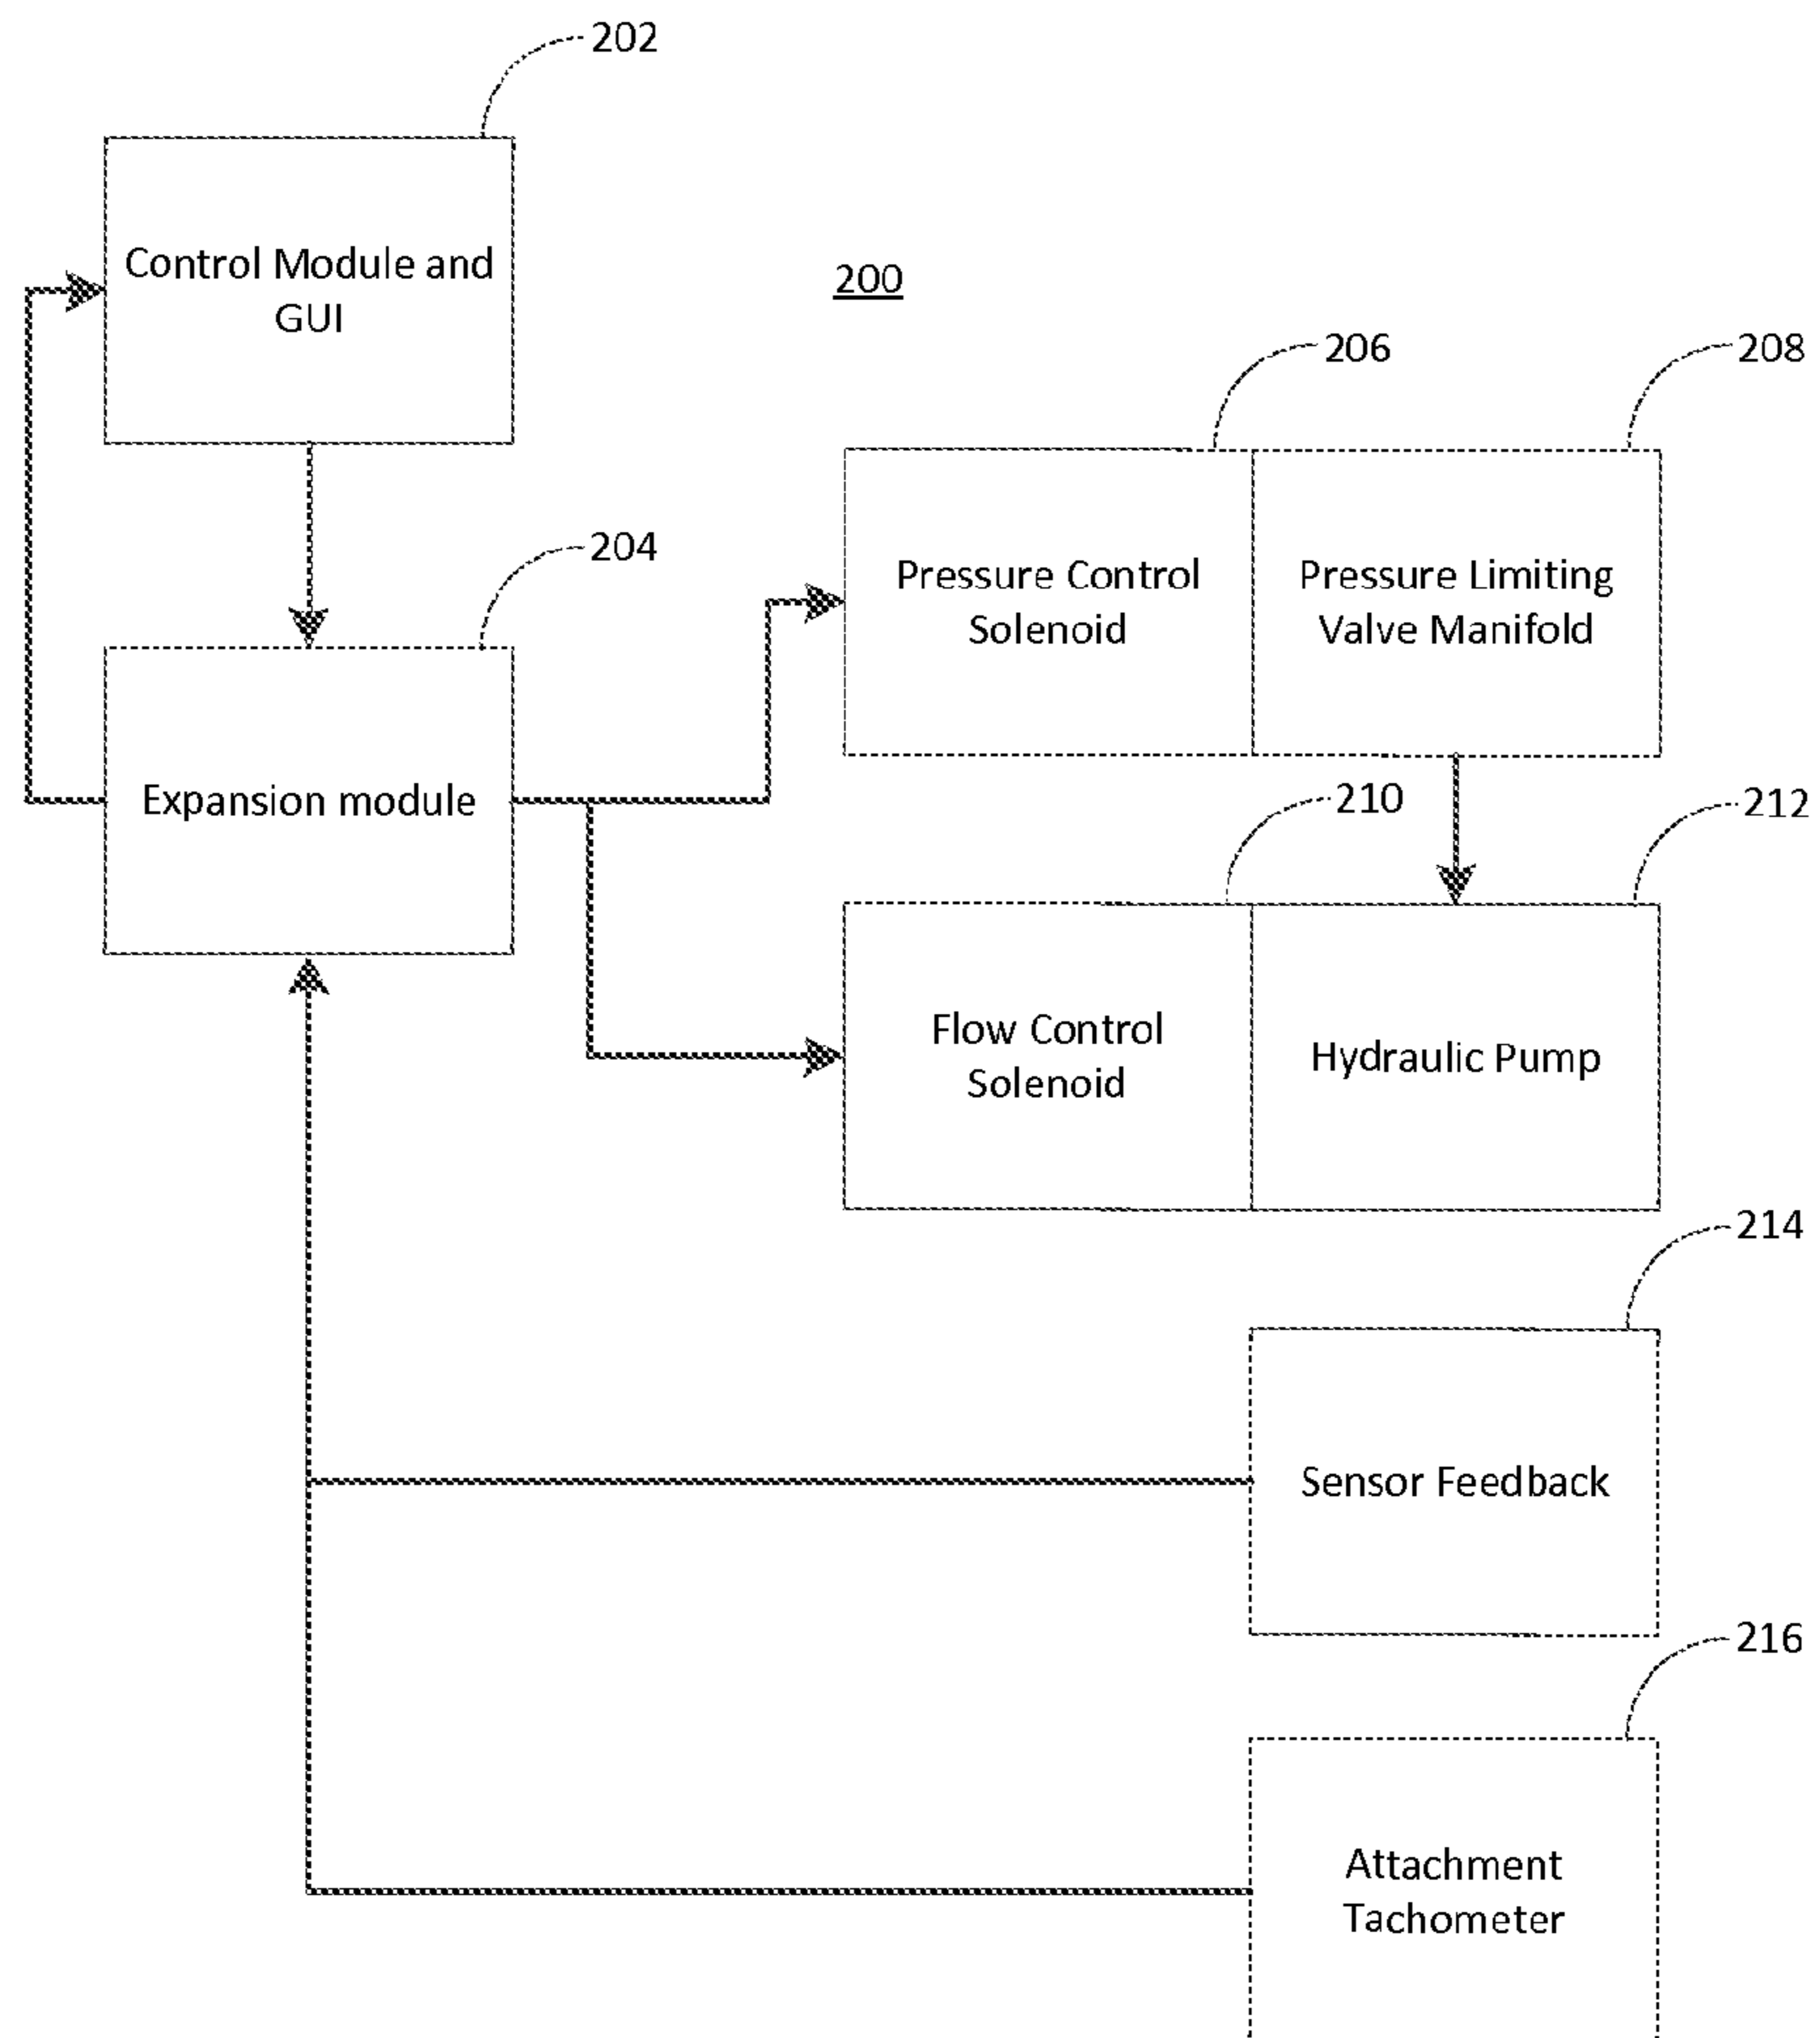 202
Control Module and
GUI
200
206
208
204
Pressure Control
Solenoid
Pressure Limiting
Valve Manifold
Expansion module
210
212
Flow Control
Solenoid
Hydraulic Pump
214
Sensor Feedback
216
Attachment
Tachometer